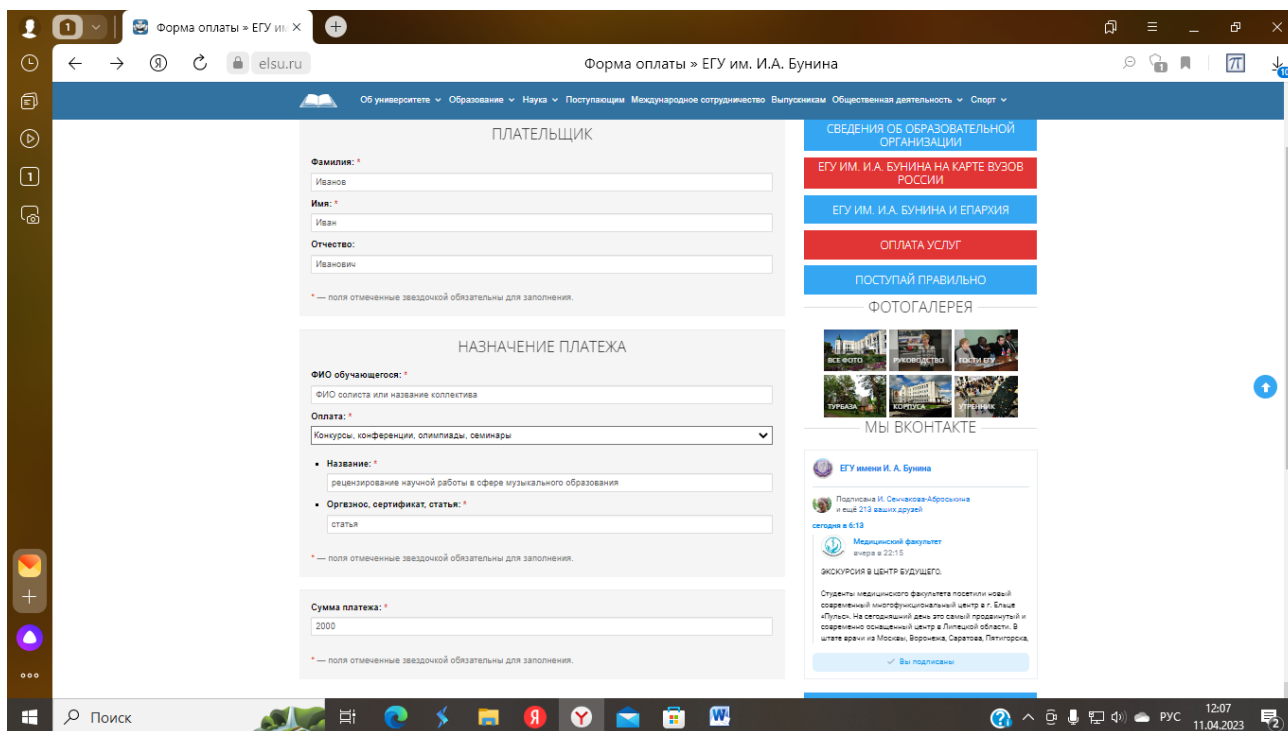 1
Форма оплаты » ЕГУ им
elsu.ru
Форма оплаты » ЕГУ им. И.А. Бунина
1
π
10
Об университете
Образование
Наука
Поступающим
Международное сотрудничество
Выпускникам
Общественная деятельность
Спорт
1
ПЛАТЕЛЬЩИК
Фамилия: *
Иванов
Имя: *
Иван
Отчество:
Иванович
* — поля отмеченные звездочкой обязательны для заполнения.
НАЗНАЧЕНИЕ ПЛАТЕЖА
ФИО обучающегося: *
ФИО солиста или название коллектива
Оплата: *
Конкурсы, конференции, олимпиады, семинары
Название: *
рецензирование научной работы в сфере музыкального образования
Оргвзнос, сертификат, статья: *
статья
* — поля отмеченные звездочкой обязательны для заполнения.
Сумма платежа: *
2000
* — поля отмеченные звездочкой обязательны для заполнения.
СВЕДЕНИЯ ОБ ОБРАЗОВАТЕЛЬНОЙ
ОРГАНИЗАЦИИ
ЕГУ ИМ. И.А. БУНИНА НА КАРТЕ ВУЗОВ
РОССИИ
ЕГУ ИМ. И.А. БУНИНА И ЕПАРХИЯ
ОПЛАТА УСЛУГ
ПОСТУПАЙ ПРАВИЛЬНО
ФОТОГАЛЕРЕЯ
ВСЕ ФОТО
РУКОВОДСТВО
ГОСТИ ЕГУ
ТУРБАЗА
КОРПУСА
УТРЕННИК
МЫ ВКОНТАКТЕ
ЕГУ имени И. А. Бунина
Подписана И. Сенчакова-Аброськина
и ещё 213 ваших друзей
сегодня в 6:13
Медицинский факультет
вчера в 22:15
ЭКСКУРСИЯ В ЦЕНТР БУДУЩЕГО.
Студенты медицинского факультета посетили новый
современный многофункциональный центр в г. Ельце
«Пульс». На сегодняшний день это самый продвинутый и
современно оснащенный центр в Липецкой области. В
штате врачи из Москвы, Воронежа, Саратова, Пятигорска,
Вы подписаны
Поиск
Я
Y
W
РУС
12:07
11.04.2023
2